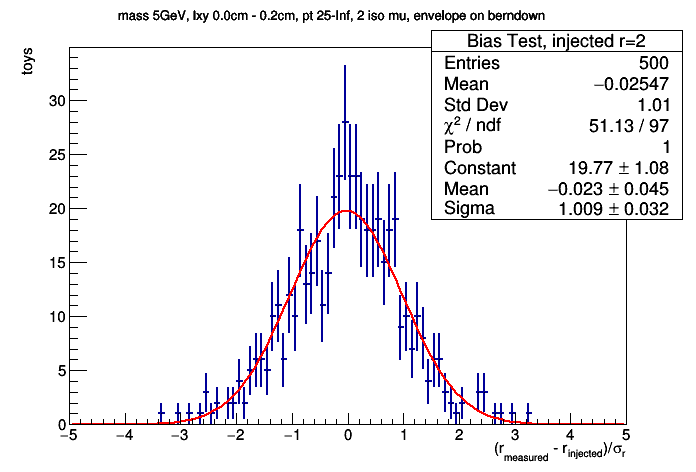 mass 5GeV, lxy 0.0cm - 0.2cm, pt 25-Inf, 2 iso mu, envelope on berndown
Bias Test, injected r=2
Entries 500
Mean −0.02547
Std Dev 1.01
χ² / ndf 51.13 / 97
Prob 1
Constant 19.77 ± 1.08
Mean −0.023 ± 0.045
Sigma 1.009 ± 0.032
toys
30
25
20
15
10
5
0
−5 −4 −3 −2 −1 0 1 2 3 4 5
(r_measured - r_injected)/σ_r